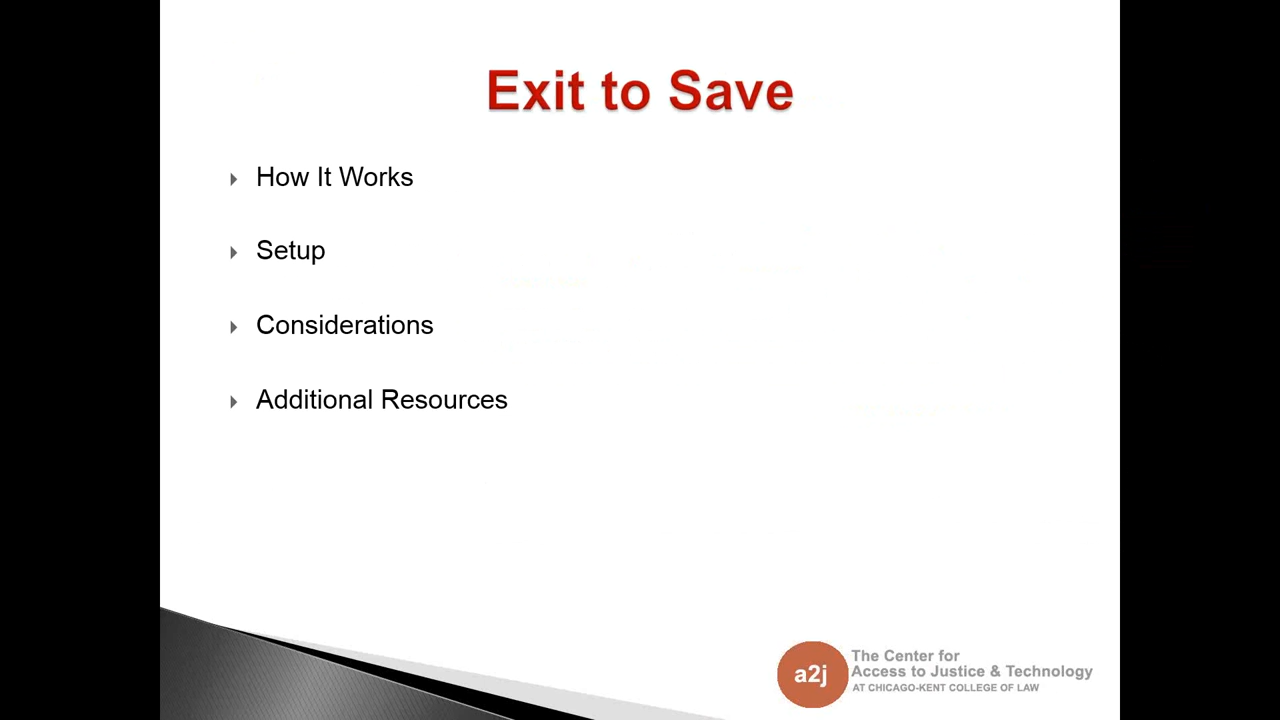 Exit to Save
How It Works
Setup
Considerations
Additional Resources
a2j
The Center for
Access to Justice & Technology
AT CHICAGO-KENT COLLEGE OF LAW